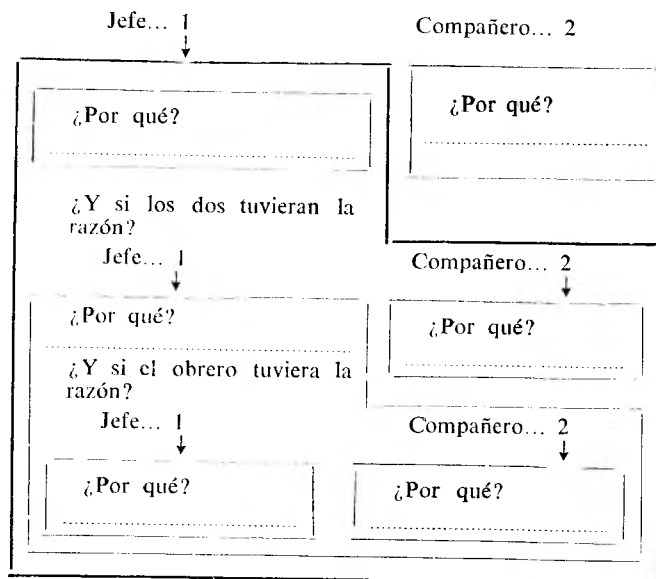 Jefe... 1 Compañero... 2
¿Por qué? ¿Por qué?
¿Y si los dos tuvieran la
razón?
Jefe... 1 Compañero... 2
¿Por qué? ¿Por qué?
¿Y si el obrero tuviera la
razón?
Jefe... 1 Compañero... 2
¿Por qué? ¿Por qué?